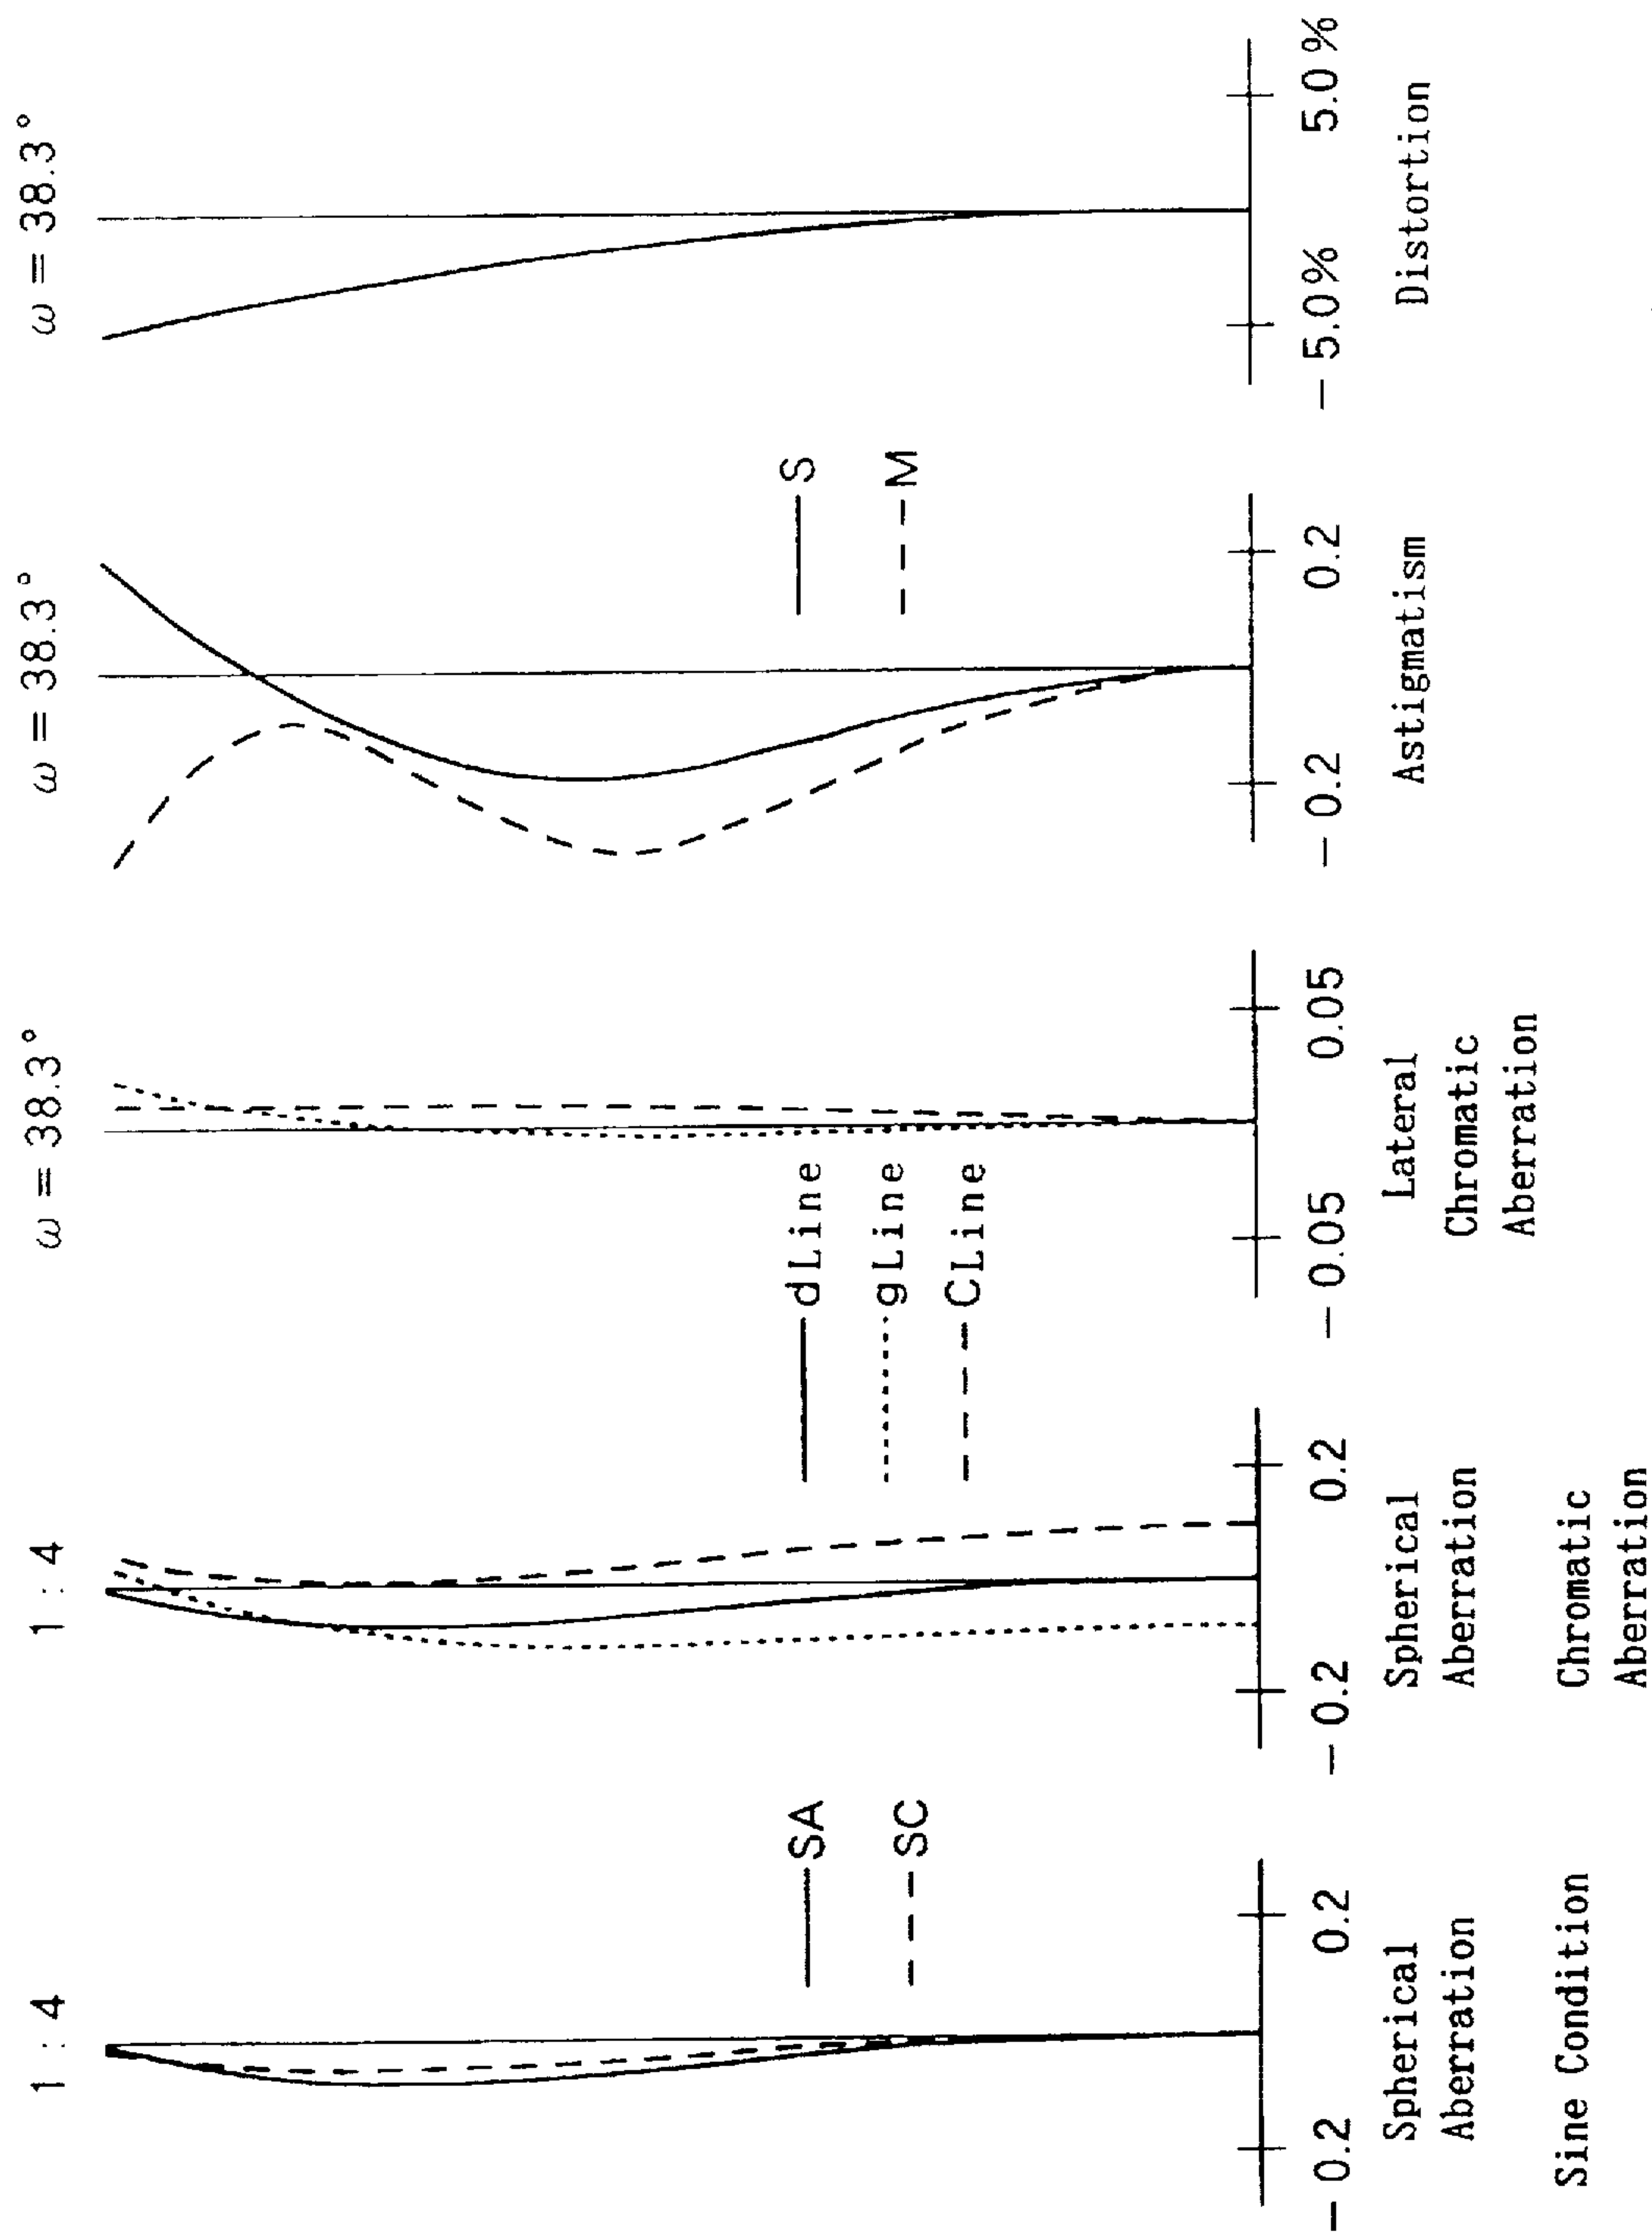 1 : 4
SA
SC
-0.2
0.2
Spherical
Aberration
Sine Condition
1 : 4
dLine
gLine
CLine
-0.2
0.2
Spherical
Aberration
Chromatic
Aberration
ω = 38.3°
-0.05
0.05
Lateral
Chromatic
Aberration
ω = 38.3°
S
M
-0.2
0.2
Astigmatism
ω = 38.3°
-5.0%
5.0%
Distortion